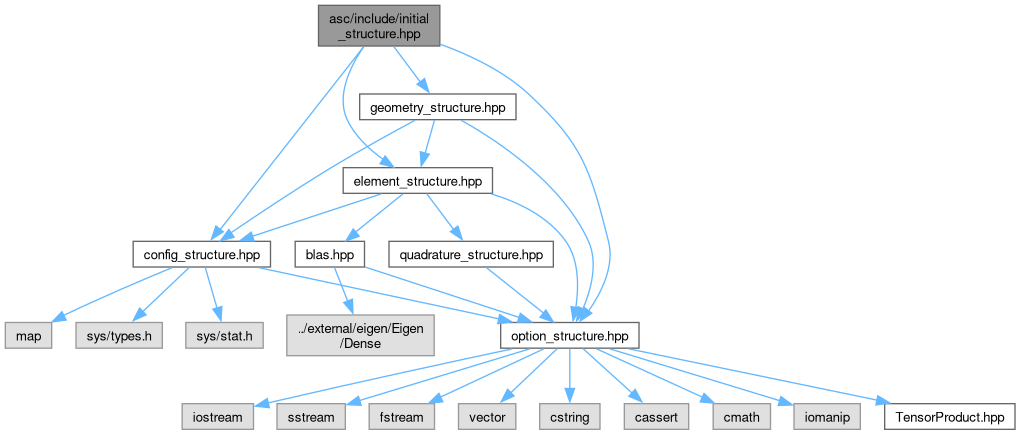 asc/include/initial
_structure.hpp
geometry_structure.hpp
element_structure.hpp
config_structure.hpp
blas.hpp
quadrature_structure.hpp
map
sys/types.h
sys/stat.h
../external/eigen/Eigen
/Dense
option_structure.hpp
iostream
sstream
fstream
vector
cstring
cassert
cmath
iomanip
TensorProduct.hpp